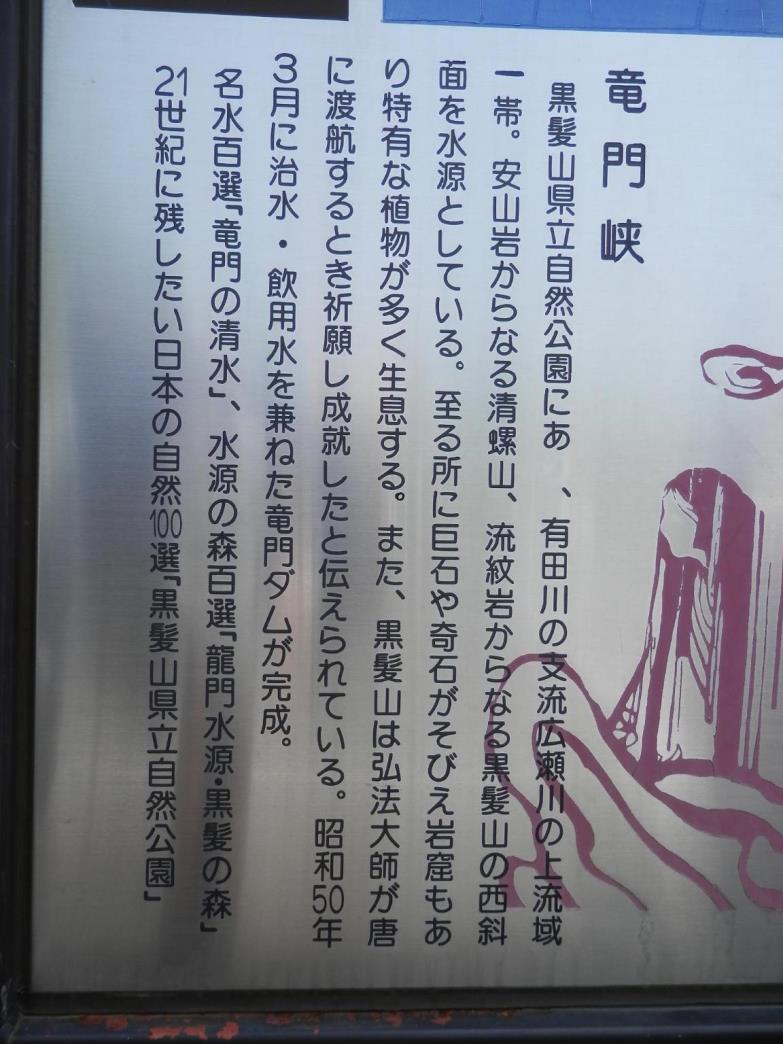 竜門峡
黒髪山県立自然公園にあ 、有田川の支流広瀬川の上流域
一帯。安山岩からなる清螺山、流紋岩からなる黒髪山の西斜
面を水源としている。至る所に巨石や奇石がそびえ岩窟もあ
り特有な植物が多く生息する。また、黒髪山は弘法大師が唐
に渡航するとき祈願し成就したと伝えられている。昭和50年
3月に治水・飲用水を兼ねた竜門ダムが完成。
名水百選「竜門の清水」、水源の森百選「龍門水源・黒髪の森」
21世紀に残したい日本の自然100選「黒髪山県立自然公園」